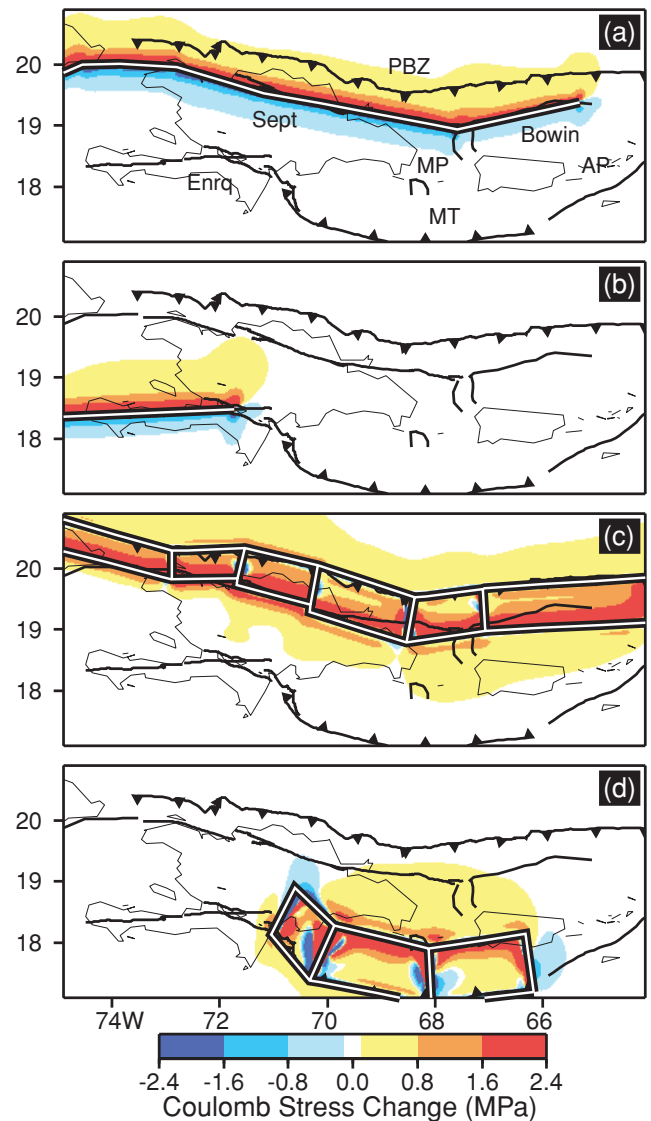 (a)
20
PBZ
19
Sept
Bowin
MP
AP
18
Enrq
MT
(b)
20
19
18
(c)
20
19
18
(d)
20
19
18
74W 72 70 68 66
-2.4 -1.6 -0.8 0.0 0.8 1.6 2.4
Coulomb Stress Change (MPa)